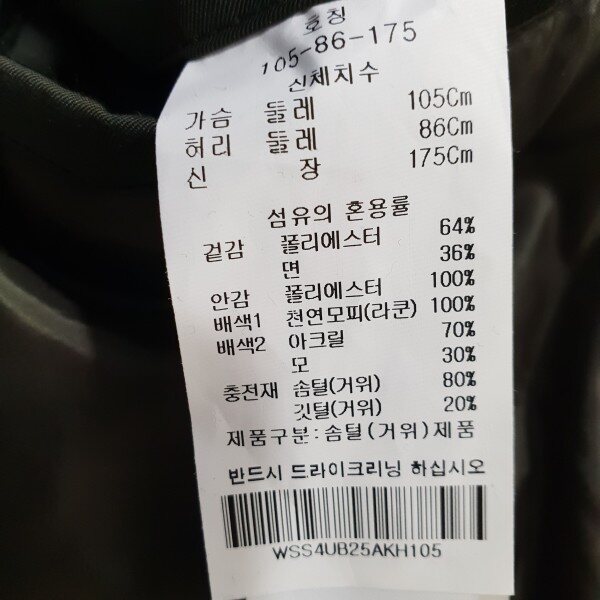 호칭
105-86-175
신체치수
가슴 둘레 105Cm
허리 둘레 86Cm
신 장 175Cm
섬유의 혼용률
겉감 폴리에스터 64%
면 36%
안감 폴리에스터 100%
배색1 천연모피(라쿤) 100%
배색2 아크릴 70%
모 30%
충전재 솜털(거위) 80%
깃털(거위) 20%
제품구분:솜털(거위)제품
반드시 드라이크리닝 하십시오
WSS4UB25AKH105